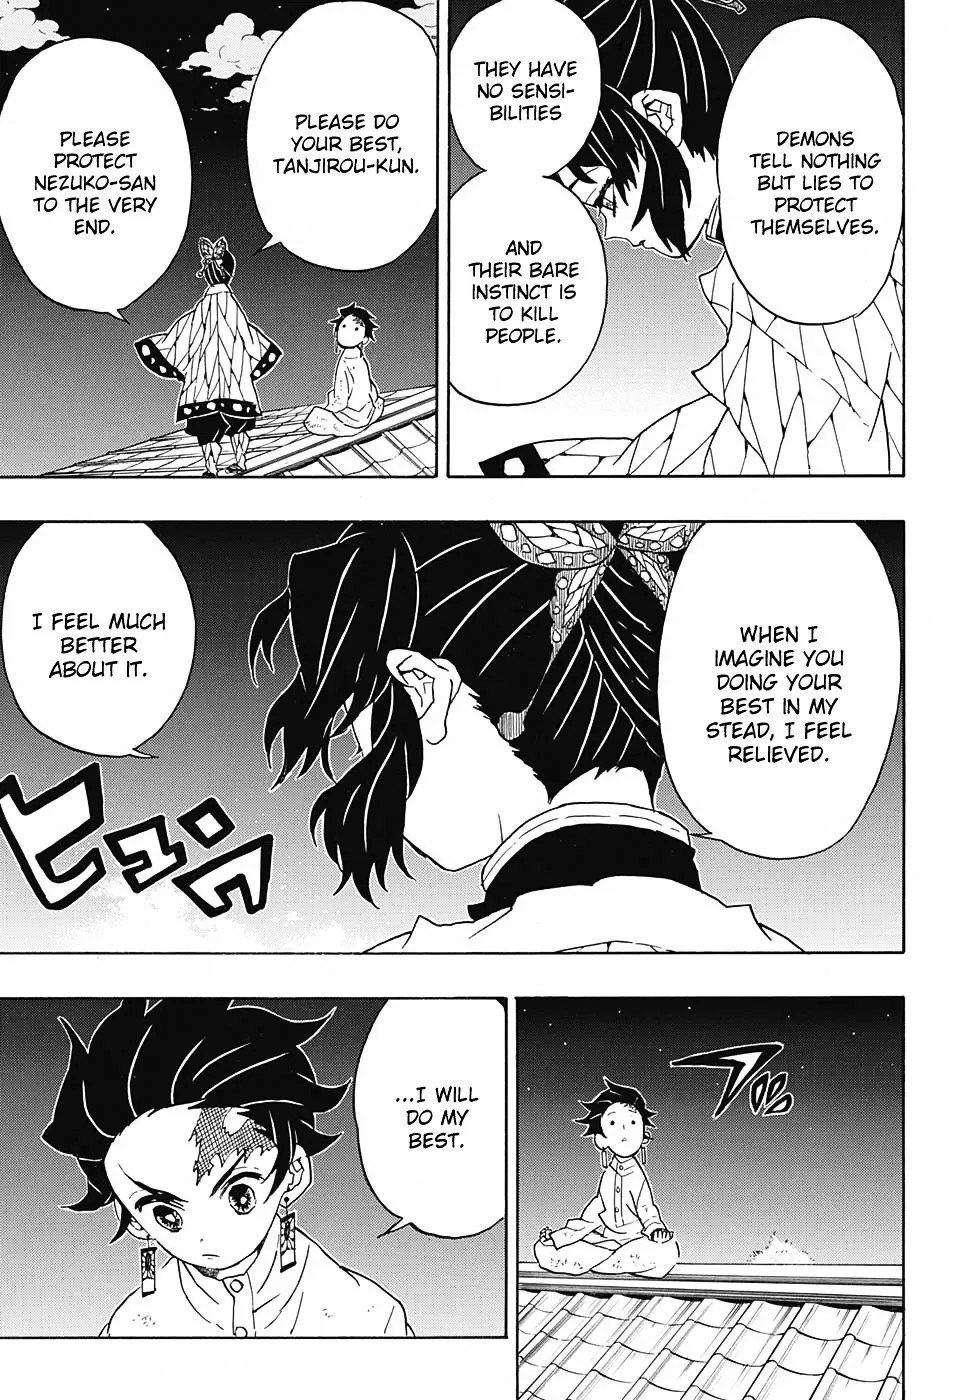 DEMONS
TELL NOTHING
BUT LIES TO
PROTECT
THEMSELVES.
THEY HAVE
NO SENSI-
BILITIES
AND
THEIR BARE
INSTINCT IS
TO KILL
PEOPLE.
PLEASE DO
YOUR BEST,
TANJIROU-KUN.
PLEASE
PROTECT
NEZUKO-SAN
TO THE VERY
END.
WHEN I
IMAGINE YOU
DOING YOUR
BEST IN MY
STEAD, I FEEL
RELIEVED.
I FEEL MUCH
BETTER
ABOUT IT.
ヒュウ
フッ
...I WILL
DO MY
BEST.